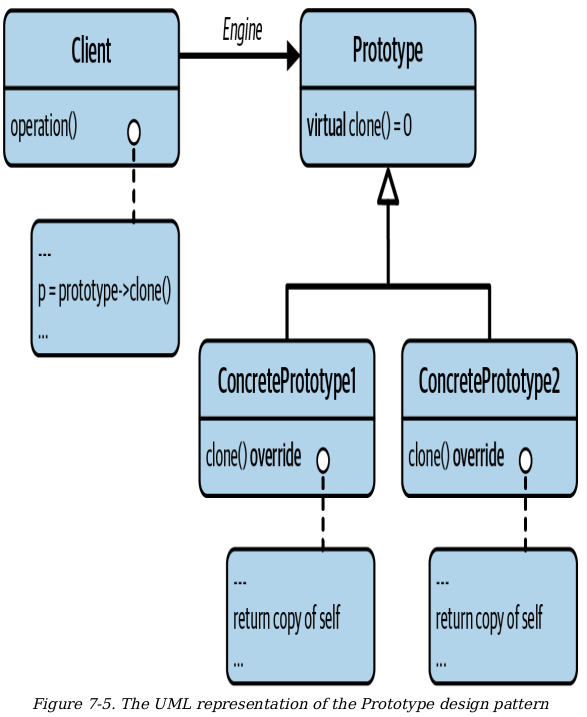 Client
operation()
Engine
Prototype
virtual clone() = 0
---
p = prototype->clone()
...
ConcretePrototype1
clone() override
---
return copy of self
...
ConcretePrototype2
clone() override
---
return copy of self
...
Figure 7-5. The UML representation of the Prototype design pattern